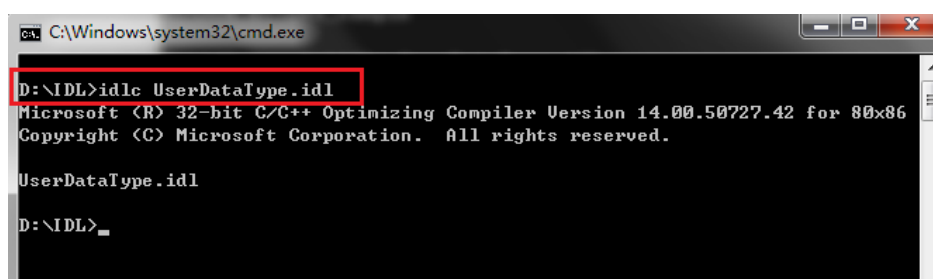 C:\Windows\system32\cmd.exe
D:\IDL>idlc UserDataType.idl
Microsoft (R) 32-bit C/C++ Optimizing Compiler Version 14.00.50727.42 for 80x86
Copyright (C) Microsoft Corporation.  All rights reserved.
UserDataType.idl
D:\IDL>_